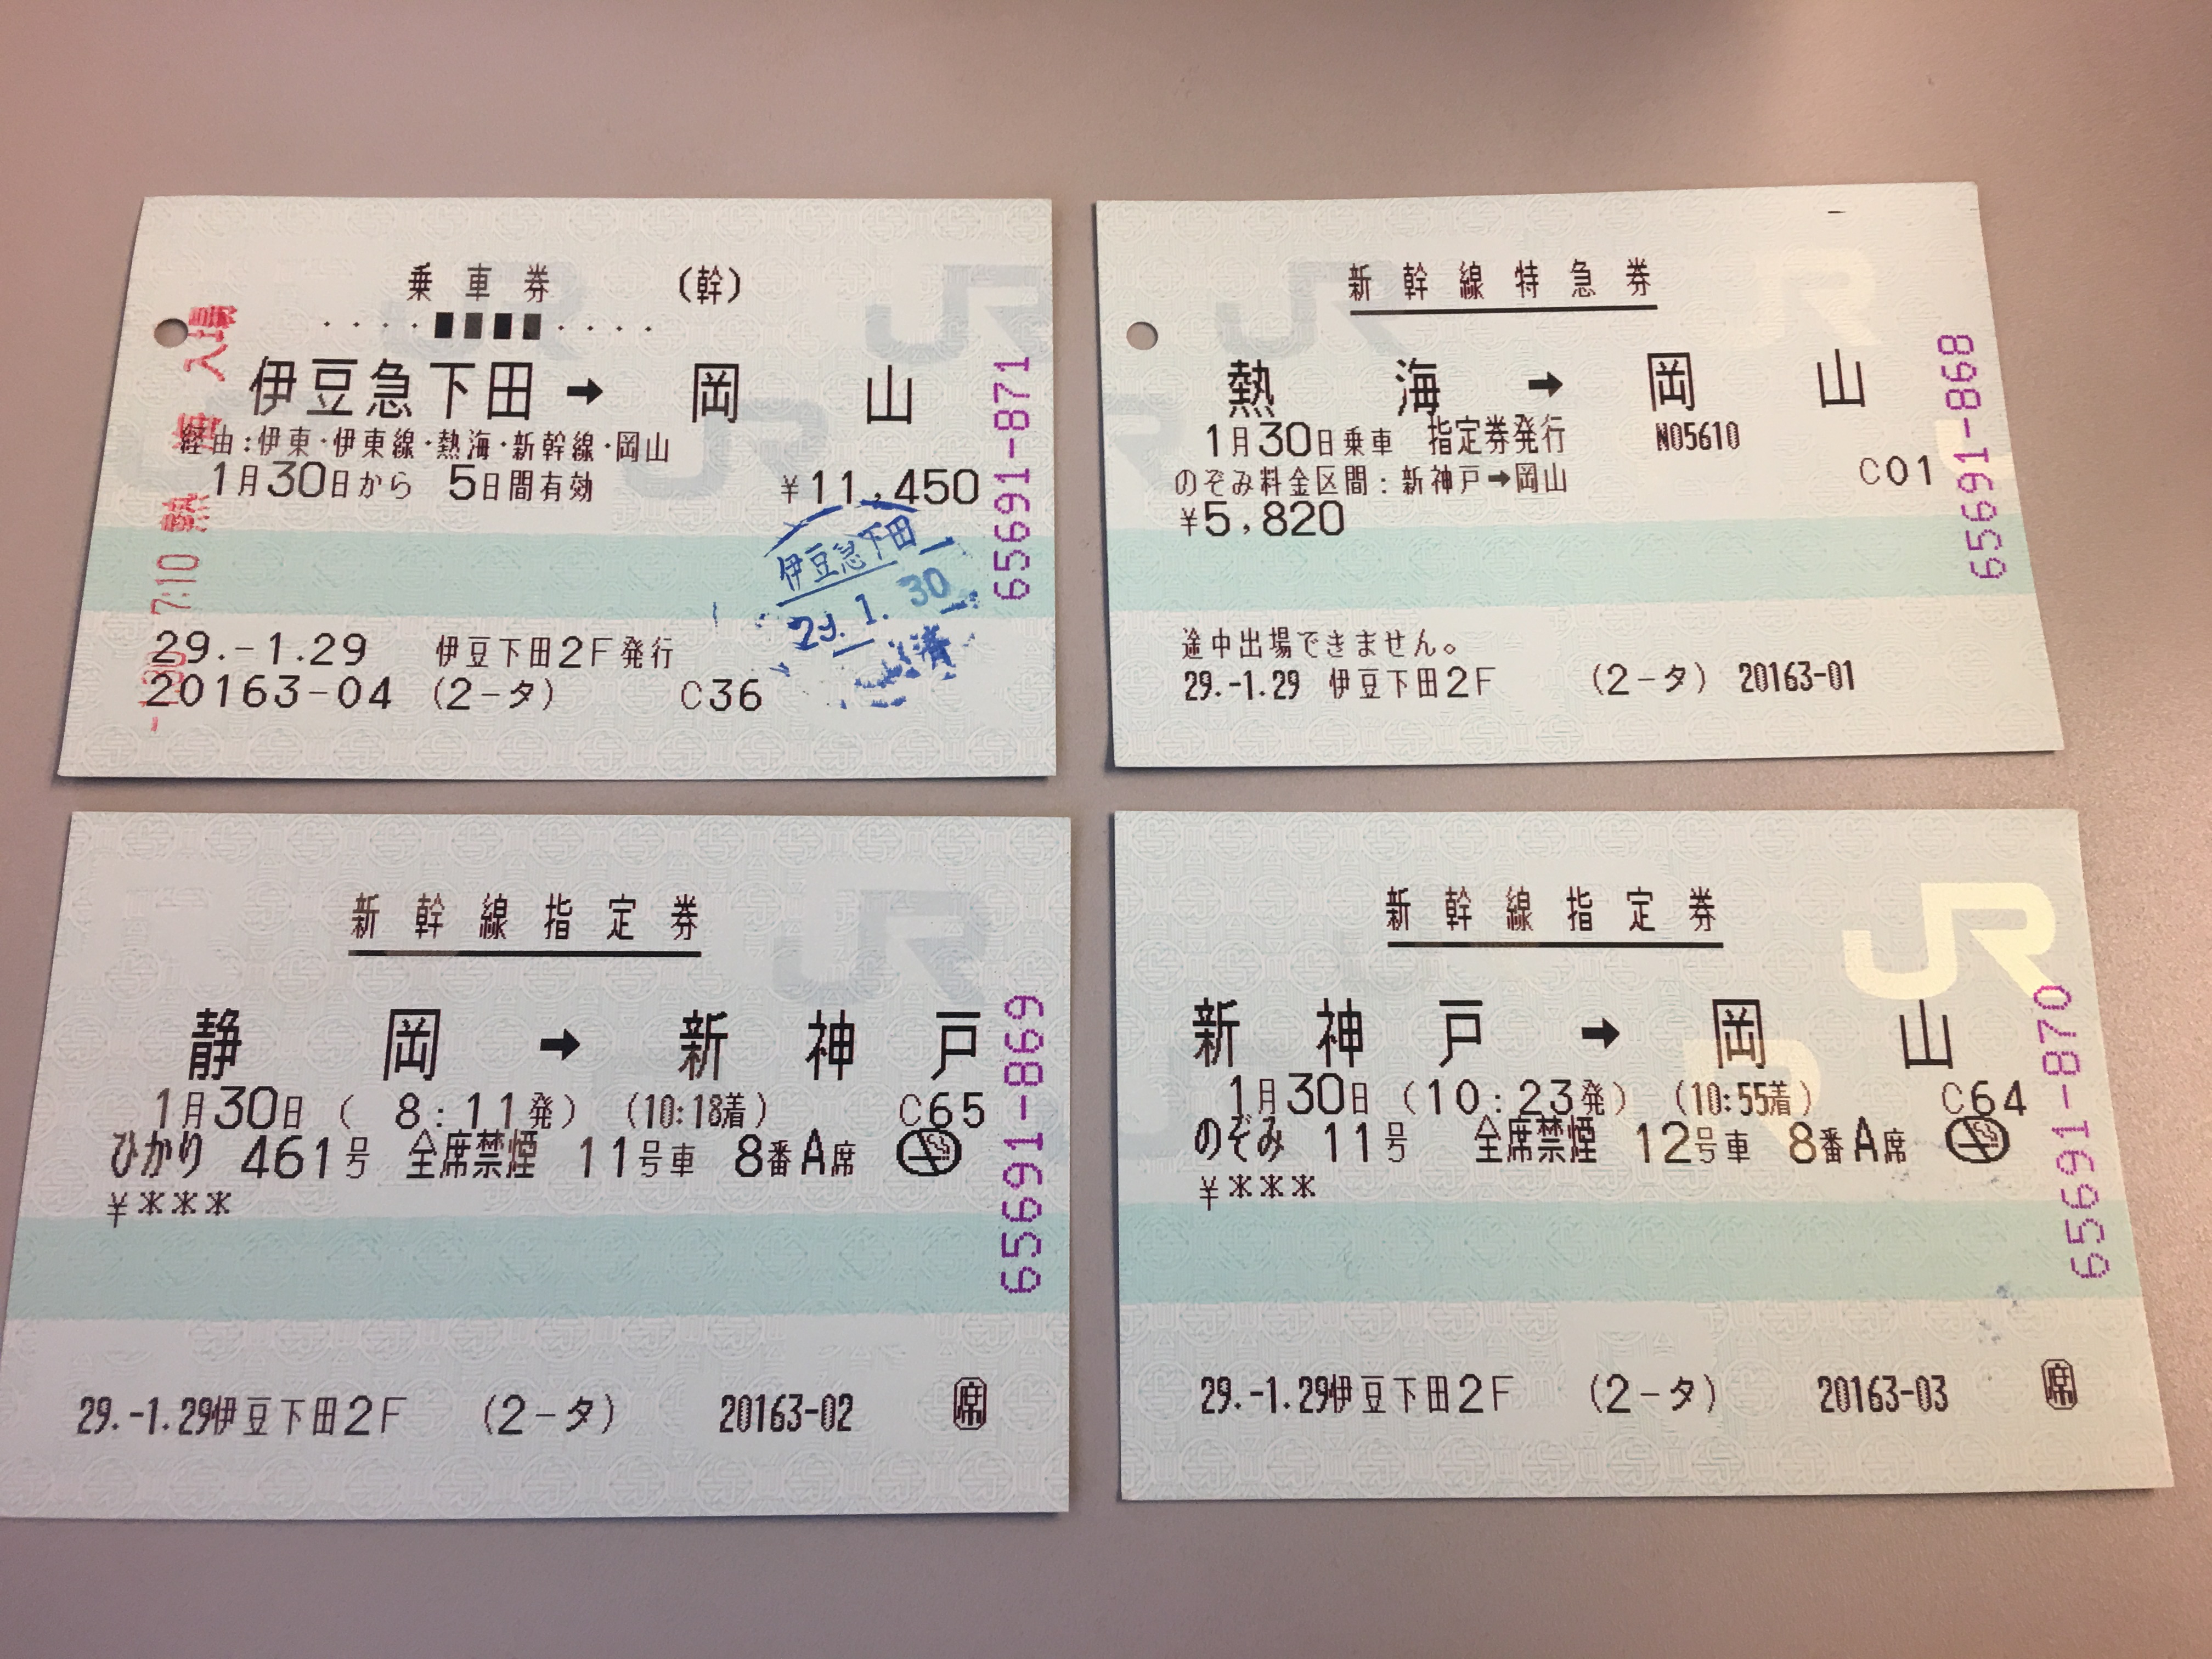 乗車券 (幹)
伊豆急下田 → 岡山
経由:伊東・伊東線・熱海・新幹線・岡山
1月30日から 5日間有効 ¥11,450
29.-1.29 伊豆下田2F発行
20163-04 (2-タ) C36
65691-871
7:10 熱海 入場
伊豆急下田
29.1.30
新幹線特急券
熱海 → 岡山
1月30日乗車 指定券発行 N05610
のぞみ料金区間:新神戸→岡山 C01
¥5,820
途中出場できません。
29.-1.29 伊豆下田2F (2-タ) 20163-01
65691-868
JR
新幹線指定券
静岡 → 新神戸
1月30日 ( 8:11発) (10:18着) C65
ひかり 461号 全席禁煙 11号車 8番A席
¥***
29.-1.29伊豆下田2F (2-タ) 20163-02 席
65691-869
JR
新幹線指定券
新神戸 → 岡山
1月30日 (10:23発) (10:55着) C64
のぞみ 11号 全席禁煙 12号車 8番A席
¥***
29.-1.29伊豆下田2F (2-タ) 20163-03 席
65691-870
JR